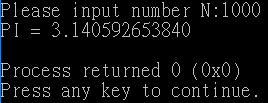 Please input number N:1000
PI = 3.140592653840
Process returned 0 (0x0)
Press any key to continue.